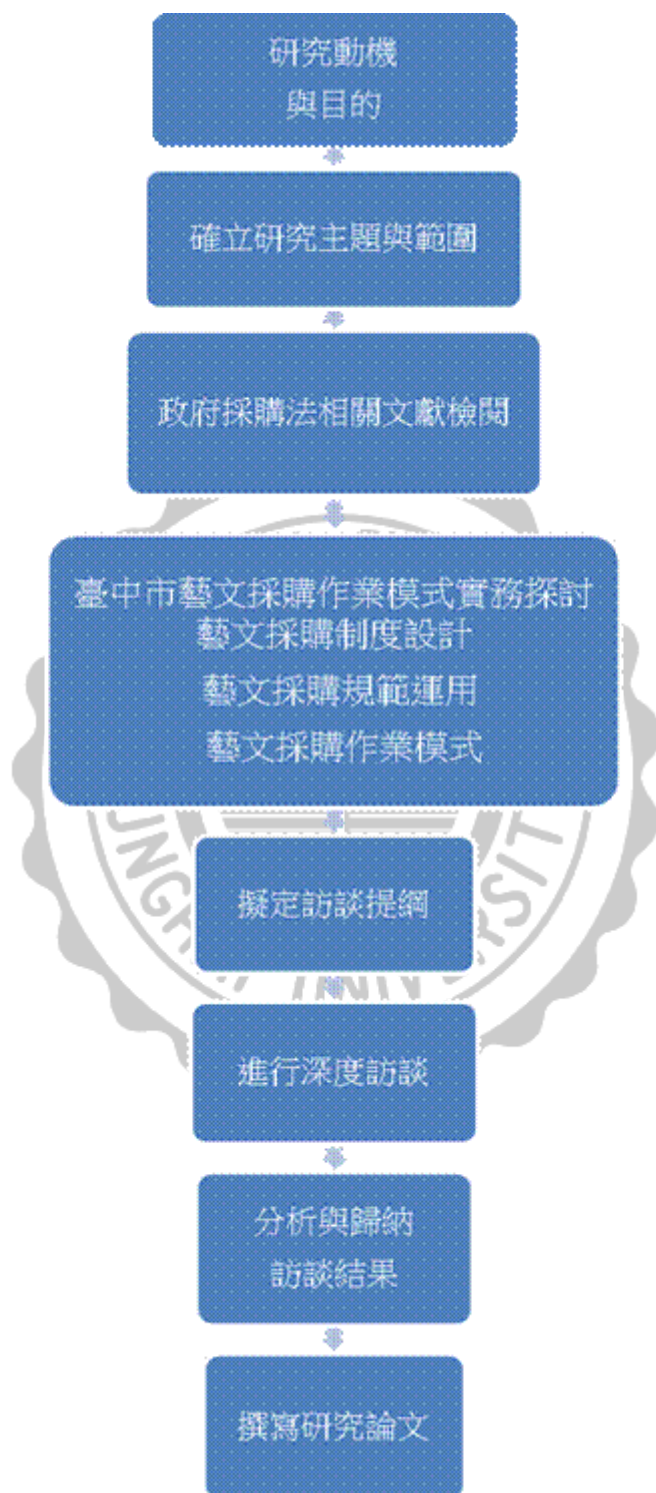 研究動機
與目的
確立研究主題與範圍
政府採購法相關文獻檢閱
臺中市藝文採購作業模式實務探討
藝文採購制度設計
藝文採購規範運用
藝文採購作業模式
擬定訪談提綱
進行深度訪談
分析與歸納
訪談結果
撰寫研究論文